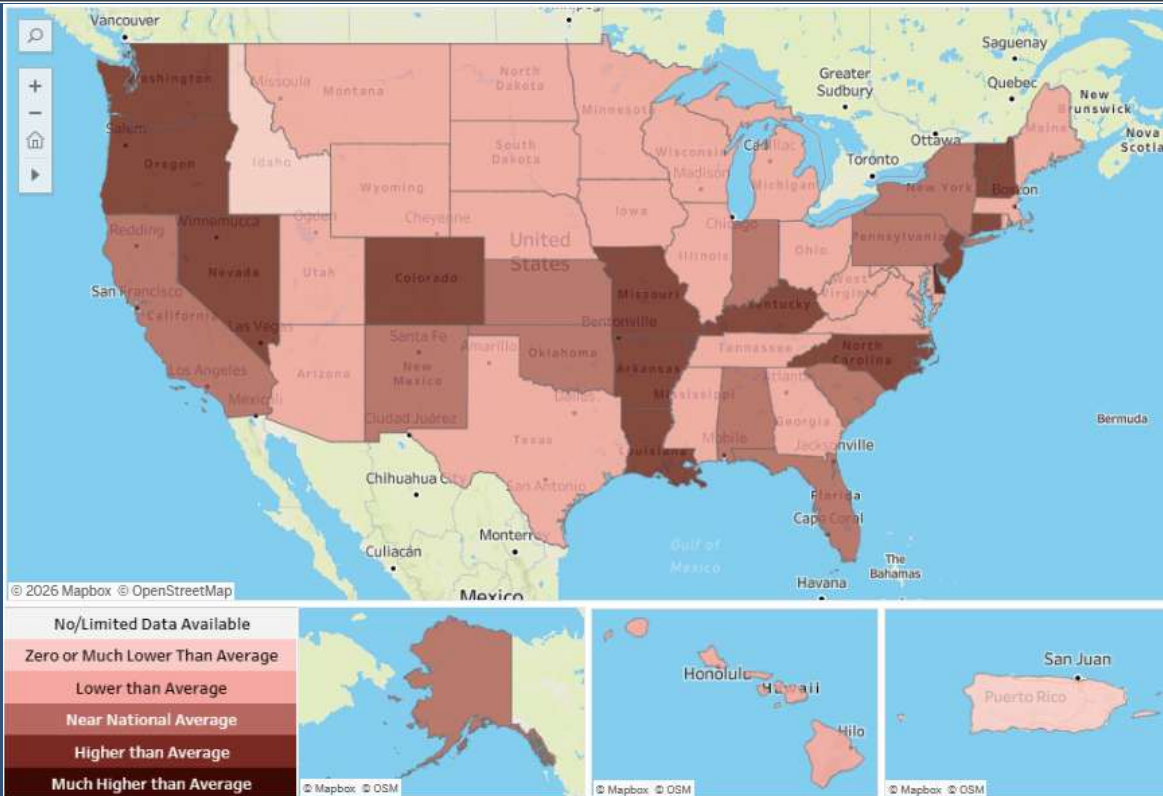 Vancouver
Saguenay
Greater
Sudbury
Quebec
New
Brunswick
Nova
Scotia
Ottawa
Toronto
Washington
Missoula
Montana
North
Dakota
Minnesota
Salem
Oregon
Idaho
South
Dakota
Wisconsin
Madison
Cadillac
Michigan
Maine
New York
Boston
Wyoming
Iowa
Chicago
Redding
Winnemucca
Ogden
Cheyenne
United
States
Illinois
Ohio
Pennsylvania
Nevada
Utah
Colorado
San Francisco
California
Missouri
Kentucky
West
Virginia
Las Vegas
Bentonville
Santa Fe
New
Mexico
Amarillo
Oklahoma
Arkansas
Tennessee
North
Carolina
Los Angeles
Arizona
Mississippi
Atlanta
Georgia
Mexicali
Ciudad Juárez
Dallas
Texas
Louisiana
Mobile
Jacksonville
Bermuda
Chihuahua City
San Antonio
Florida
Cape Coral
Culiacán
Monterrey
Gulf of
Mexico
The
Bahamas
Havana
Mexico
© 2026 Mapbox © OpenStreetMap
No/Limited Data Available
Zero or Much Lower Than Average
Lower than Average
Near National Average
Higher than Average
Much Higher than Average
© Mapbox © OSM
Honolulu
Hawaii
Hilo
© Mapbox © OSM
San Juan
Puerto Rico
© Mapbox © OSM